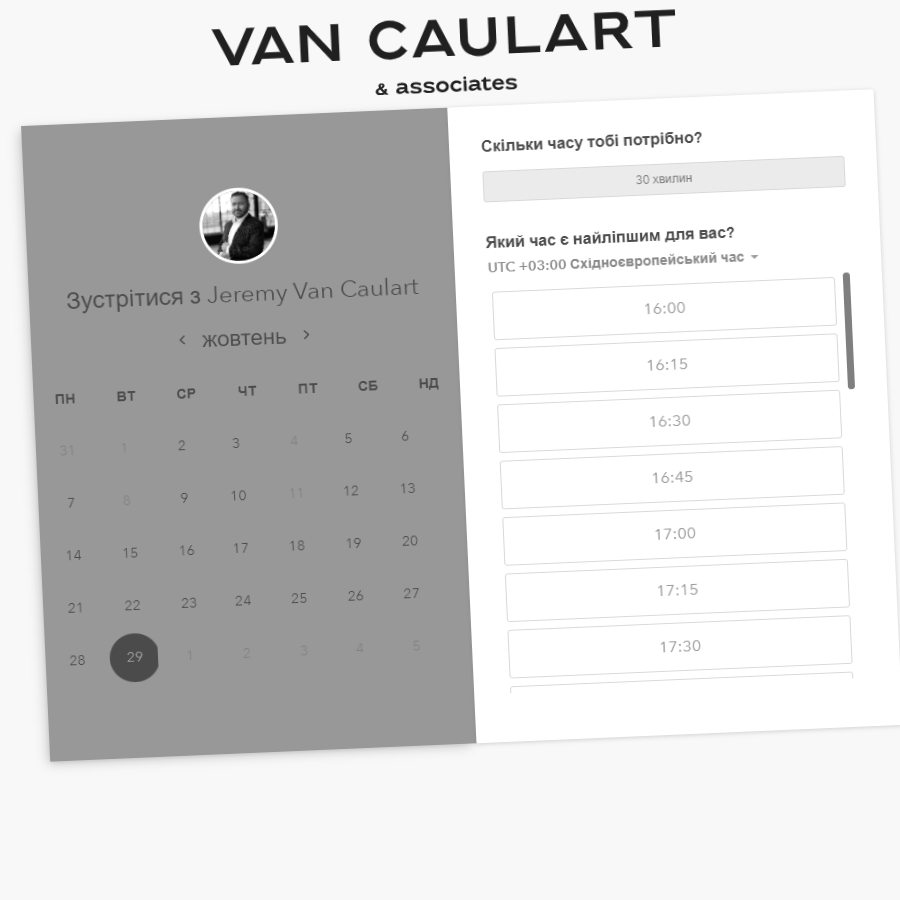 VAN CAULART
& associates
Зустрітися з Jeremy Van Caulart
‹ жовтень ›
ПН ВТ СР ЧТ ПТ СБ НД
31 1 2 3 4 5 6
7 8 9 10 11 12 13
14 15 16 17 18 19 20
21 22 23 24 25 26 27
28 29 1 2 3 4 5
Скільки часу тобі потрібно?
30 хвилин
Який час є найліпшим для вас?
UTC +03:00 Східноєвропейський час
16:00
16:15
16:30
16:45
17:00
17:15
17:30